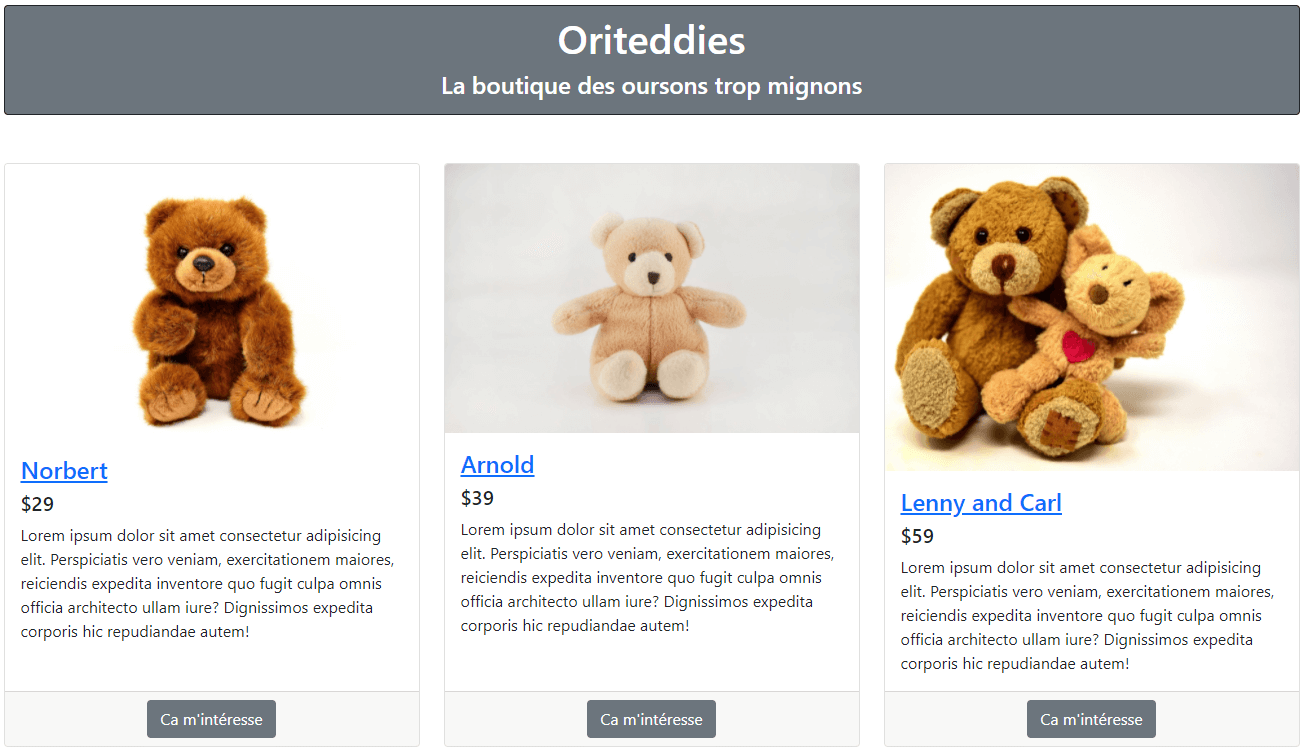 Oriteddies
La boutique des oursons trop mignons
Norbert
$29
Lorem ipsum dolor sit amet consectetur adipisicing
elit. Perspiciatis vero veniam, exercitationem maiores,
reiciendis expedita inventore quo fugit culpa omnis
officia architecto ullam iure? Dignissimos expedita
corporis hic repudiandae autem!
Ca m'intéresse
Arnold
$39
Lorem ipsum dolor sit amet consectetur adipisicing
elit. Perspiciatis vero veniam, exercitationem maiores,
reiciendis expedita inventore quo fugit culpa omnis
officia architecto ullam iure? Dignissimos expedita
corporis hic repudiandae autem!
Ca m'intéresse
Lenny and Carl
$59
Lorem ipsum dolor sit amet consectetur adipisicing
elit. Perspiciatis vero veniam, exercitationem maiores,
reiciendis expedita inventore quo fugit culpa omnis
officia architecto ullam iure? Dignissimos expedita
corporis hic repudiandae autem!
Ca m'intéresse